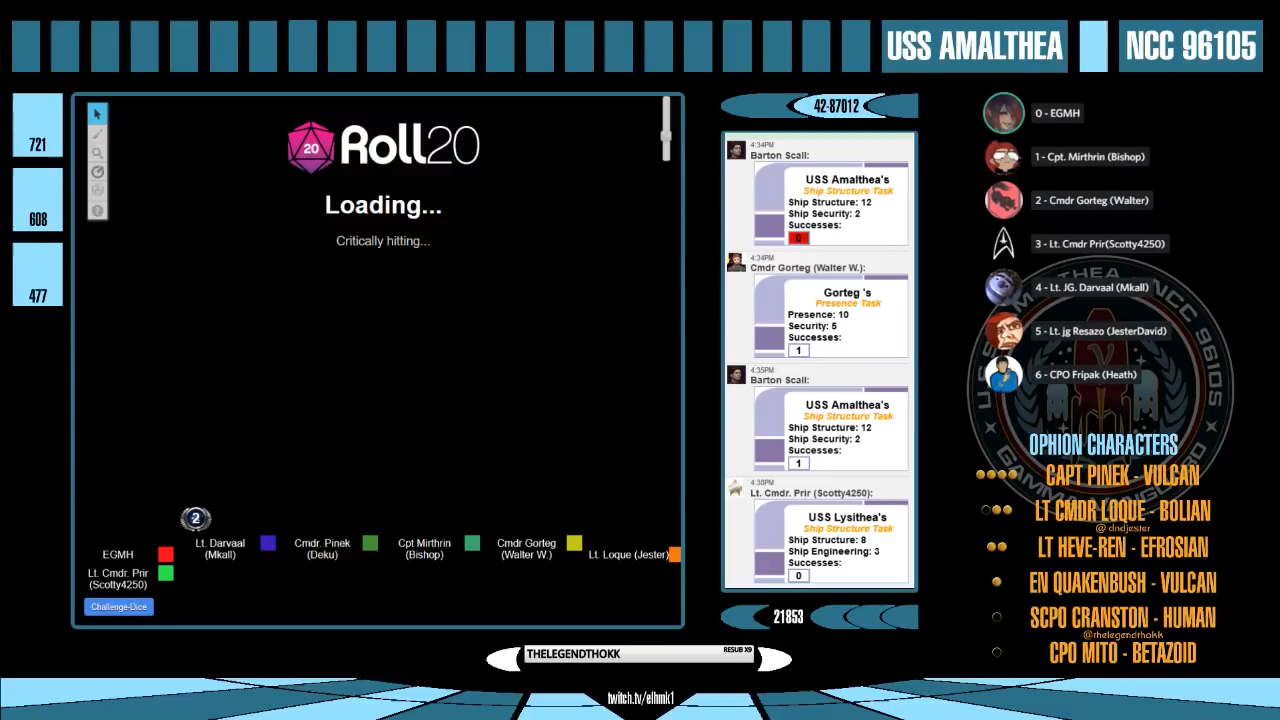 USS AMALTHEA
NCC 96105
721
608
477
20
Roll20
Loading...
Critically hitting...
2
EGMH
Lt. Darvaal
(Mkall)
Cmdr. Pinek
(Deku)
Cpt Mirthrin
(Bishop)
Cmdr Gorteg
(Walter W.)
Lt. Loque (Jester)
Lt. Cmdr. Prir
(Scotty4250)
Challenge-Dice
42-87012
4:34PM
Barton Scall:
USS Amalthea's
Ship Structure Task
Ship Structure: 12
Ship Security: 2
Successes:
0
4:34PM
Cmdr Gorteg (Walter W.):
Gorteg 's
Presence Task
Presence: 10
Security: 5
Successes:
1
4:35PM
Barton Scall:
USS Amalthea's
Ship Structure Task
Ship Structure: 12
Ship Security: 2
Successes:
1
4:38PM
Lt. Cmdr. Prir (Scotty4250):
USS Lysithea's
Ship Structure Task
Ship Structure: 8
Ship Engineering: 3
Successes:
0
21853
0 - EGMH
1 - Cpt. Mirthrin (Bishop)
2 - Cmdr Gorteg (Walter)
3 - Lt. Cmdr Prir(Scotty4250)
4 - Lt. JG. Darvaal (Mkall)
5 - Lt. jg Resazo (JesterDavid)
6 - CPO Fripak (Heath)
NCC 96105
OPHION CHARACTERS
CAPT PINEK - VULCAN
LT CMDR LOQUE - BOLIAN
@ dndjester
LT HEVE-REN - EFROSIAN
EN QUAKENBUSH - VULCAN
SCPO CRANSTON - HUMAN
@thelegendthokk
CPO MITO - BETAZOID
THELEGENDTHOKK
RESUB X9
twitch.tv/elhmk1